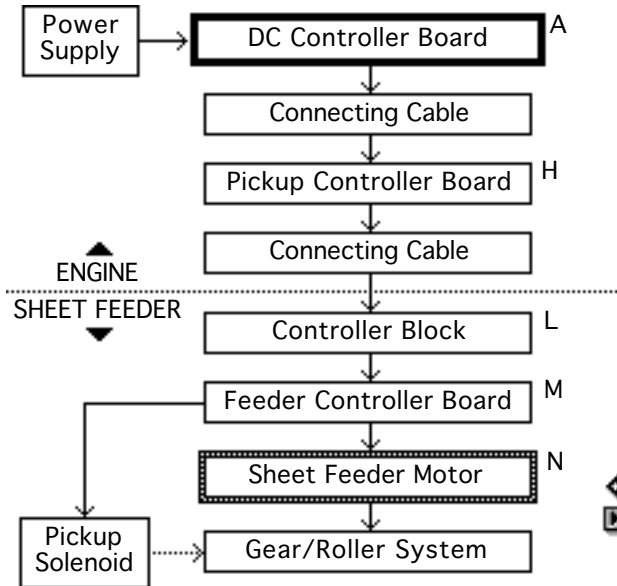 Power
Supply
DC Controller Board
A
Connecting Cable
Pickup Controller Board
H
Connecting Cable
ENGINE
SHEET FEEDER
Controller Block
L
Feeder Controller Board
M
Sheet Feeder Motor
N
Pickup
Solenoid
Gear/Roller System